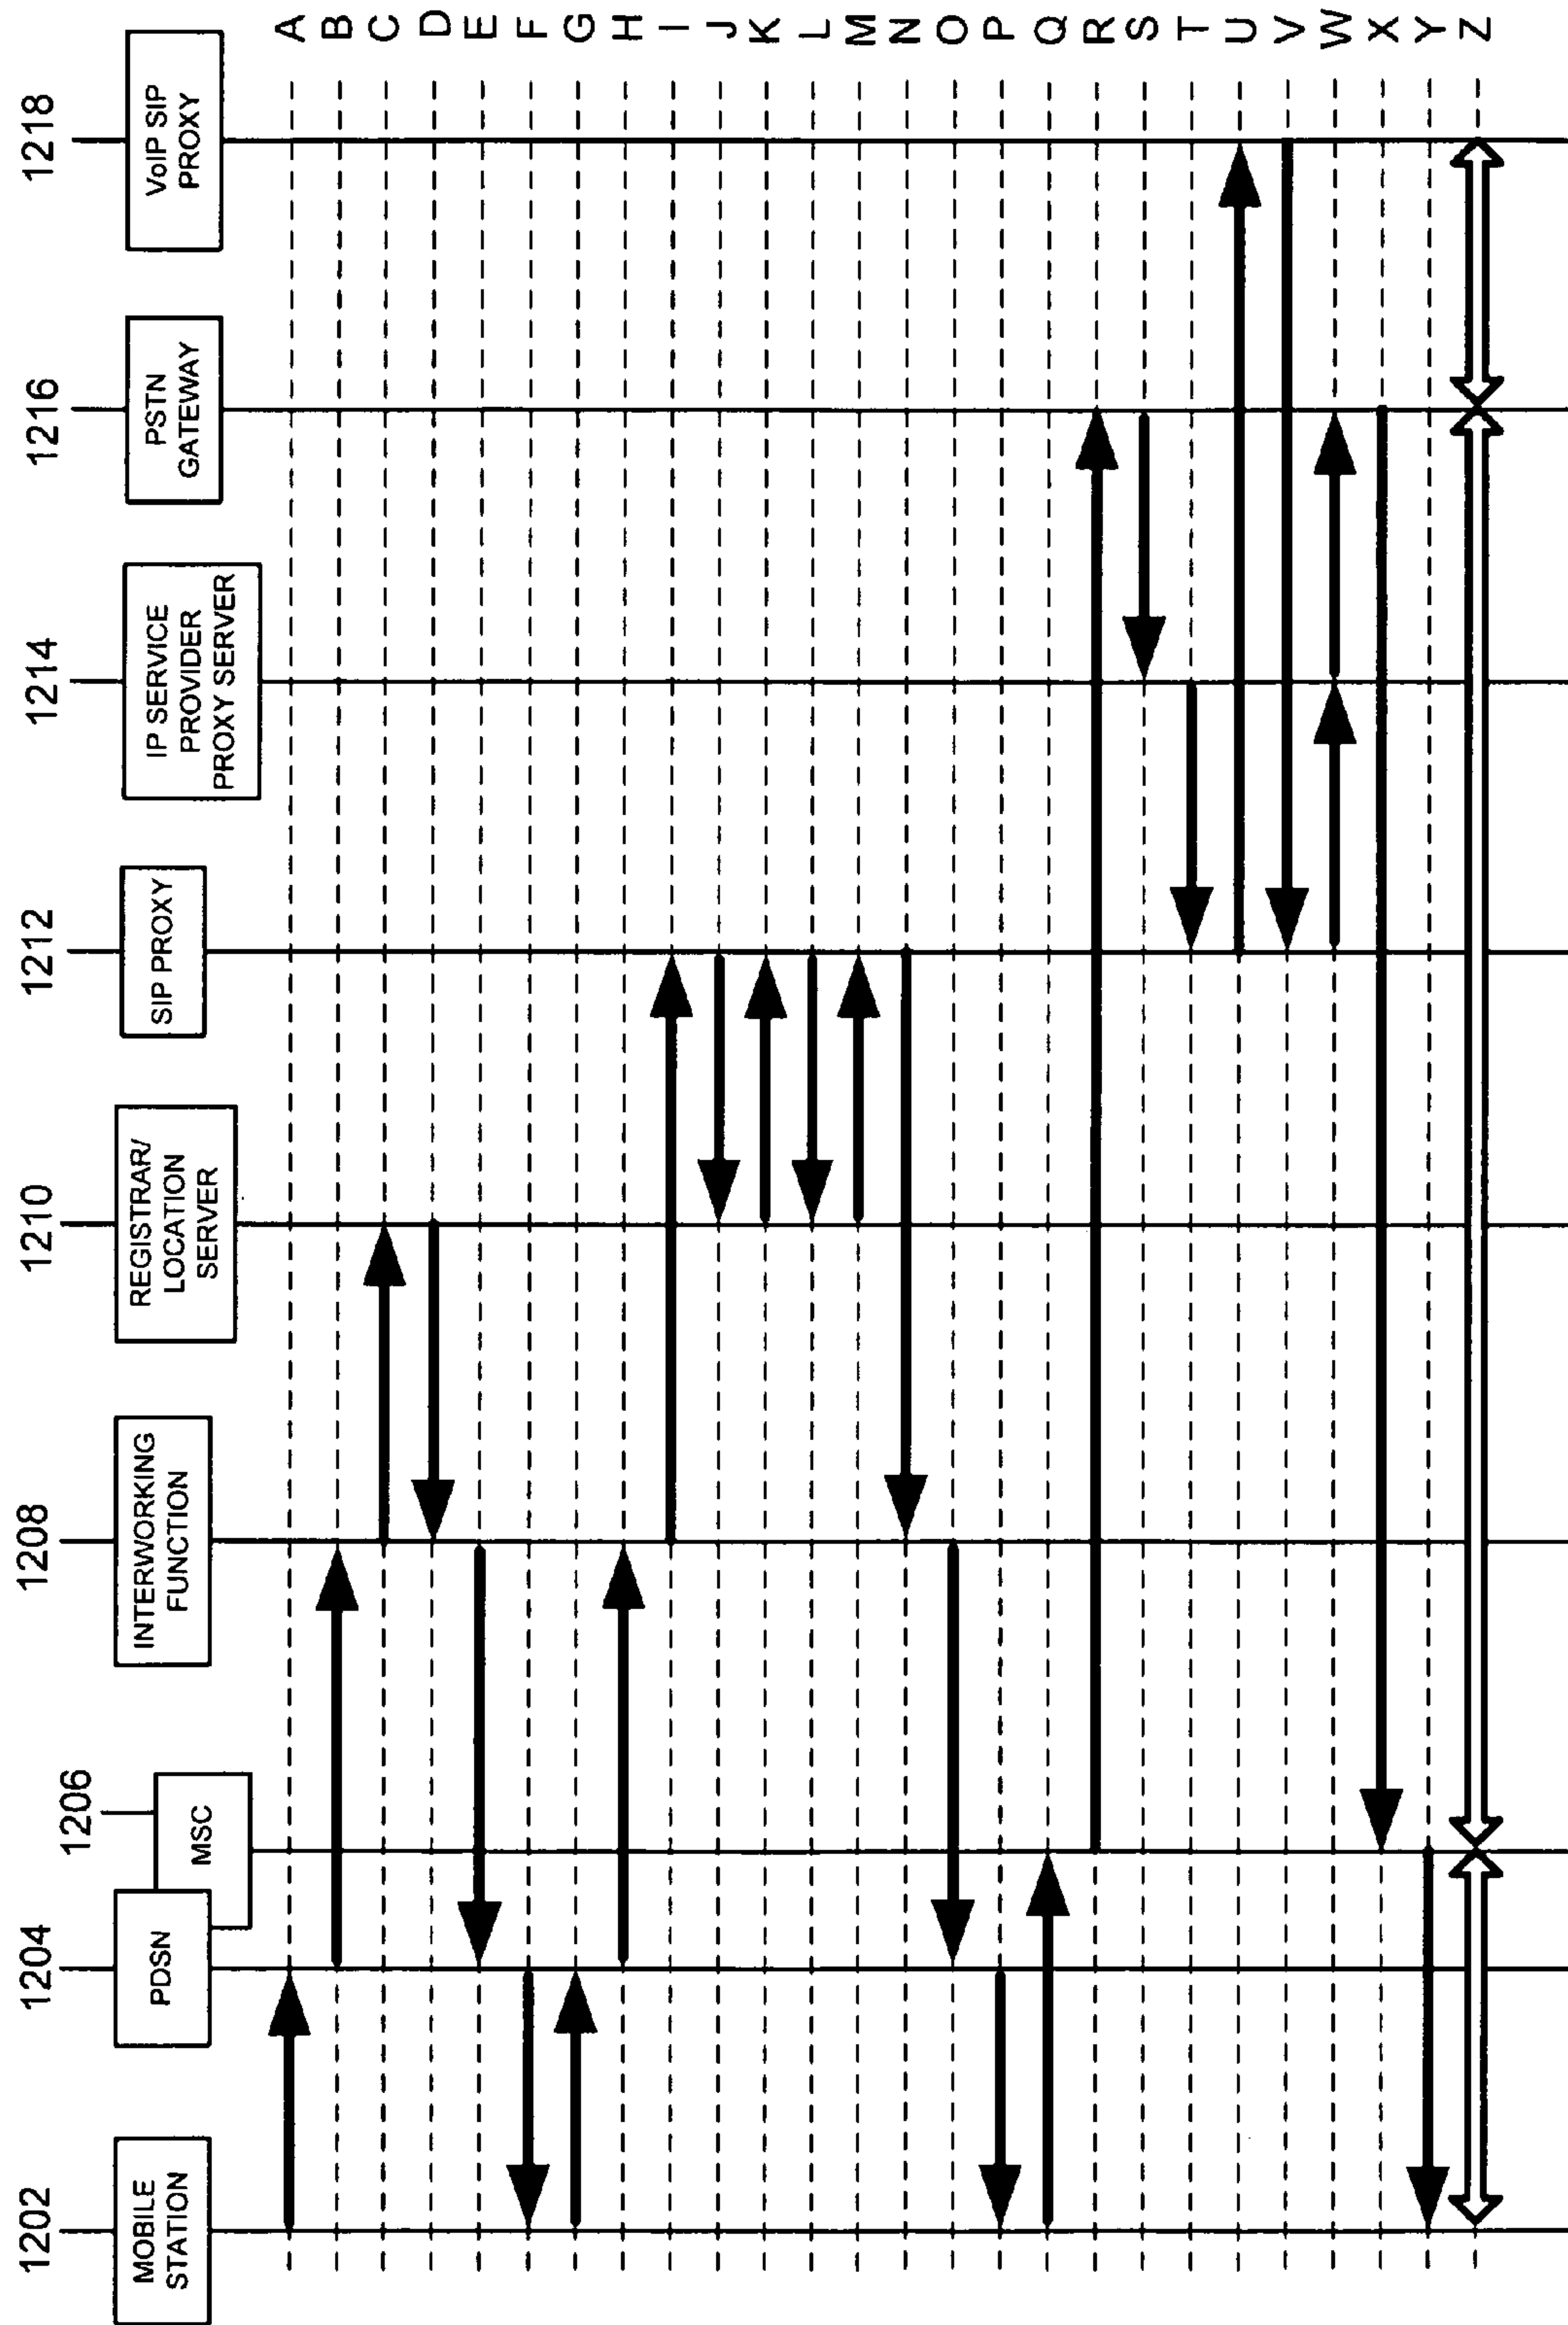 1202
MOBILE
STATION
1204
PDSN
1206
MSC
1208
INTERWORKING
FUNCTION
1210
REGISTRAR/
LOCATION
SERVER
1212
SIP PROXY
1214
IP SERVICE
PROVIDER
PROXY SERVER
1216
PSTN
GATEWAY
1218
VoIP SIP
PROXY
A
B
C
D
E
F
G
H
I
J
K
L
M
N
O
P
Q
R
S
T
U
V
W
X
Y
Z